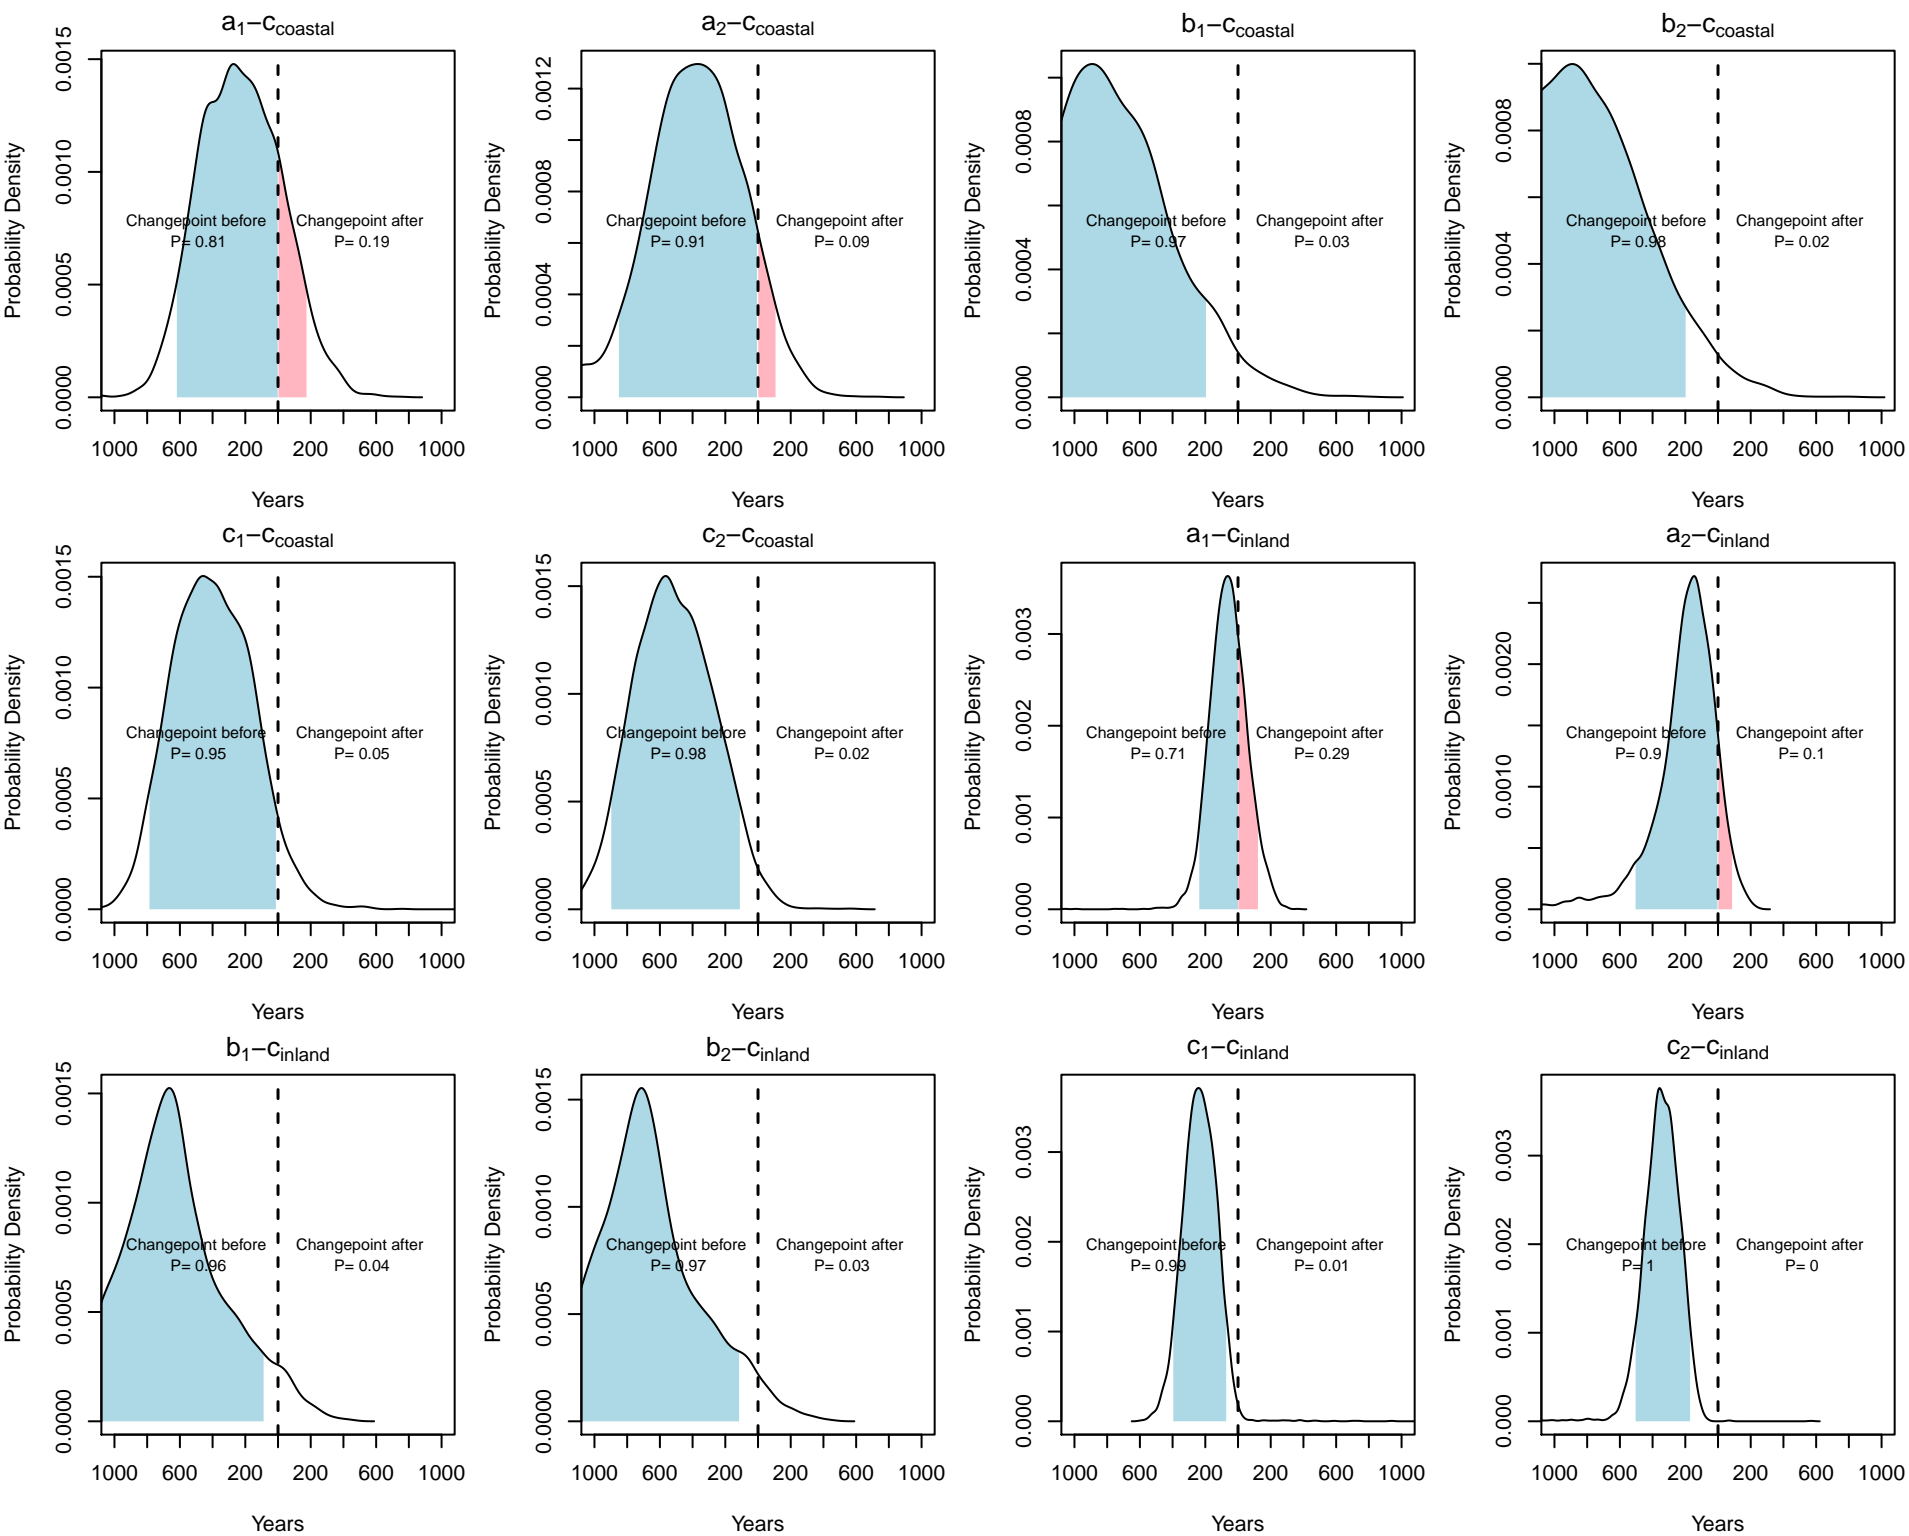 a1−ccoastal
Probability Density
0.0015
0.0010
0.0005
0.0000
Changepoint before
P= 0.81
Changepoint after
P= 0.19
1000 600 200 200 600 1000
Years
a2−ccoastal
Probability Density
0.0012
0.0008
0.0004
0.0000
Changepoint before
P= 0.91
Changepoint after
P= 0.09
1000 600 200 200 600 1000
Years
b1−ccoastal
Probability Density
0.0008
0.0004
0.0000
Changepoint before
P= 0.97
Changepoint after
P= 0.03
1000 600 200 200 600 1000
Years
b2−ccoastal
Probability Density
0.0008
0.0004
0.0000
Changepoint before
P= 0.98
Changepoint after
P= 0.02
1000 600 200 200 600 1000
Years
c1−ccoastal
Probability Density
0.0015
0.0010
0.0005
0.0000
Changepoint before
P= 0.95
Changepoint after
P= 0.05
1000 600 200 200 600 1000
Years
c2−ccoastal
Probability Density
0.0015
0.0010
0.0005
0.0000
Changepoint before
P= 0.98
Changepoint after
P= 0.02
1000 600 200 200 600 1000
Years
a1−cinland
Probability Density
0.003
0.002
0.001
0.000
Changepoint before
P= 0.71
Changepoint after
P= 0.29
1000 600 200 200 600 1000
Years
a2−cinland
Probability Density
0.0020
0.0010
0.0000
Changepoint before
P= 0.9
Changepoint after
P= 0.1
1000 600 200 200 600 1000
Years
b1−cinland
Probability Density
0.0015
0.0010
0.0005
0.0000
Changepoint before
P= 0.96
Changepoint after
P= 0.04
1000 600 200 200 600 1000
Years
b2−cinland
Probability Density
0.0015
0.0010
0.0005
0.0000
Changepoint before
P= 0.97
Changepoint after
P= 0.03
1000 600 200 200 600 1000
Years
c1−cinland
Probability Density
0.003
0.002
0.001
0.000
Changepoint before
P= 0.99
Changepoint after
P= 0.01
1000 600 200 200 600 1000
Years
c2−cinland
Probability Density
0.003
0.002
0.001
0.000
Changepoint before
P= 1
Changepoint after
P= 0
1000 600 200 200 600 1000
Years